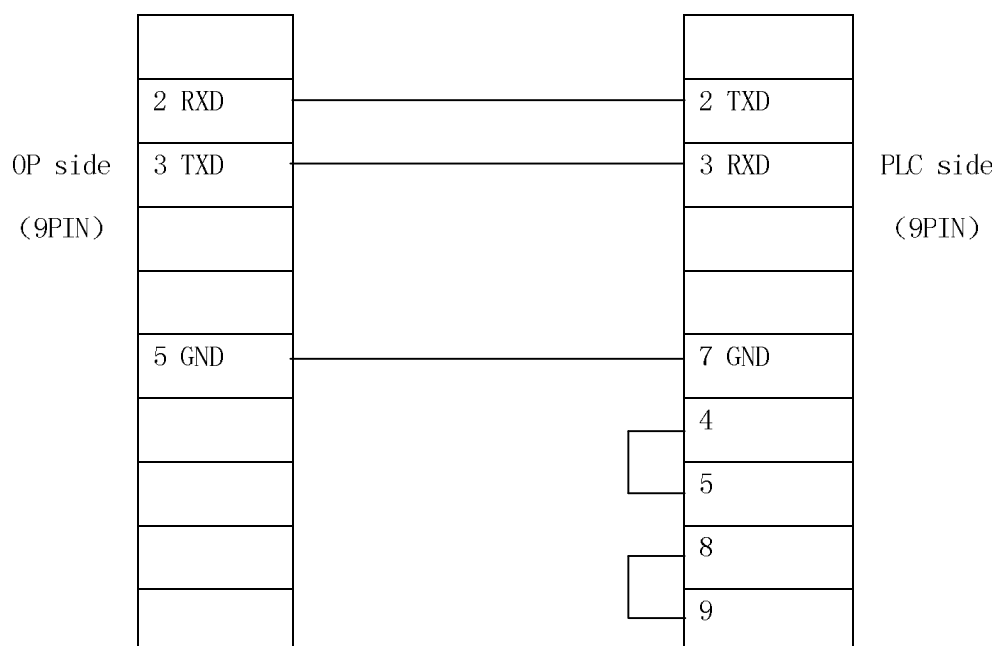 2 RXD
2 TXD
OP side
3 TXD
3 RXD
PLC side
(9PIN)
(9PIN)
5 GND
7 GND
4
5
8
9